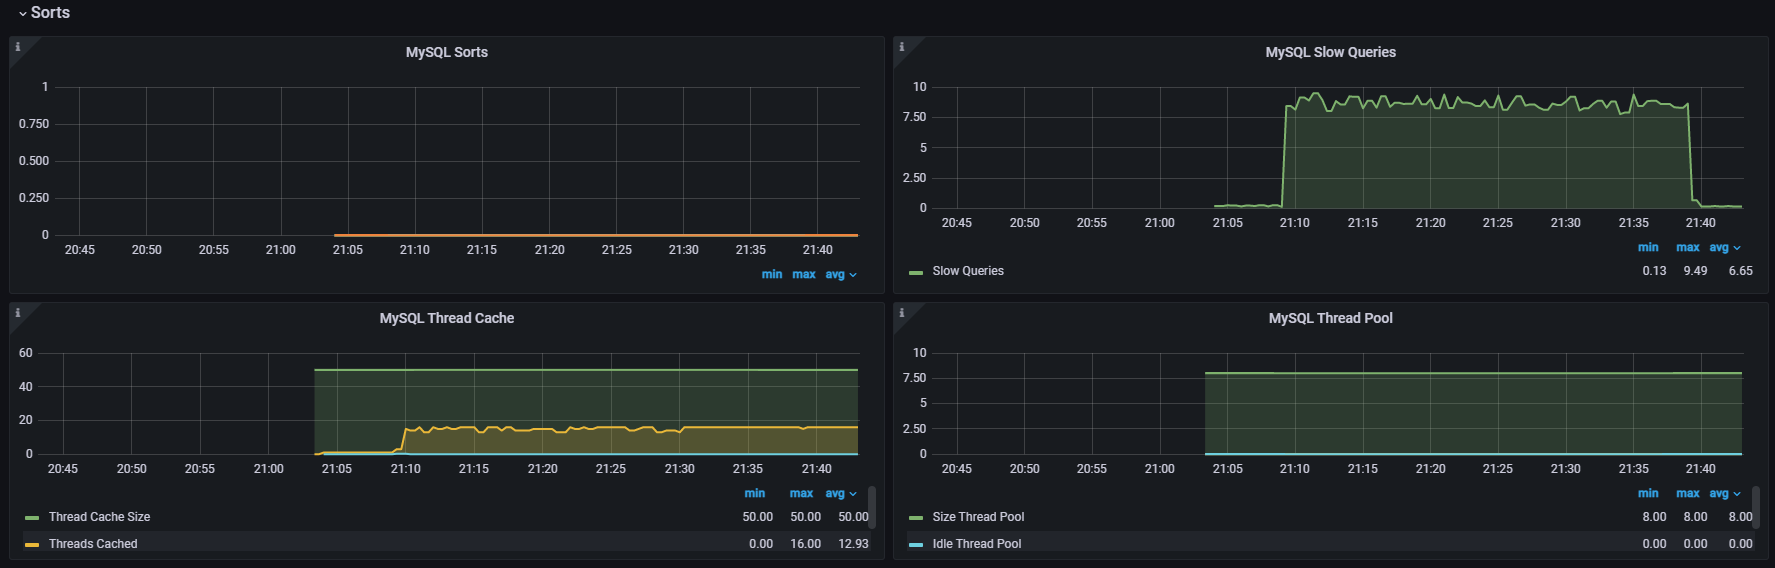 Sorts
MySQL Sorts
1
0.750
0.500
0.250
0
20:45 20:50 20:55 21:00 21:05 21:10 21:15 21:20 21:25 21:30 21:35 21:40
min max avg
MySQL Slow Queries
10
7.50
5
2.50
0
20:45 20:50 20:55 21:00 21:05 21:10 21:15 21:20 21:25 21:30 21:35 21:40
min max avg
Slow Queries 0.13 9.49 6.65
MySQL Thread Cache
60
40
20
0
20:45 20:50 20:55 21:00 21:05 21:10 21:15 21:20 21:25 21:30 21:35 21:40
min max avg
Thread Cache Size 50.00 50.00 50.00
Threads Cached 0.00 16.00 12.93
MySQL Thread Pool
10
7.50
5
2.50
0
20:45 20:50 20:55 21:00 21:05 21:10 21:15 21:20 21:25 21:30 21:35 21:40
min max avg
Size Thread Pool 8.00 8.00 8.00
Idle Thread Pool 0.00 0.00 0.00